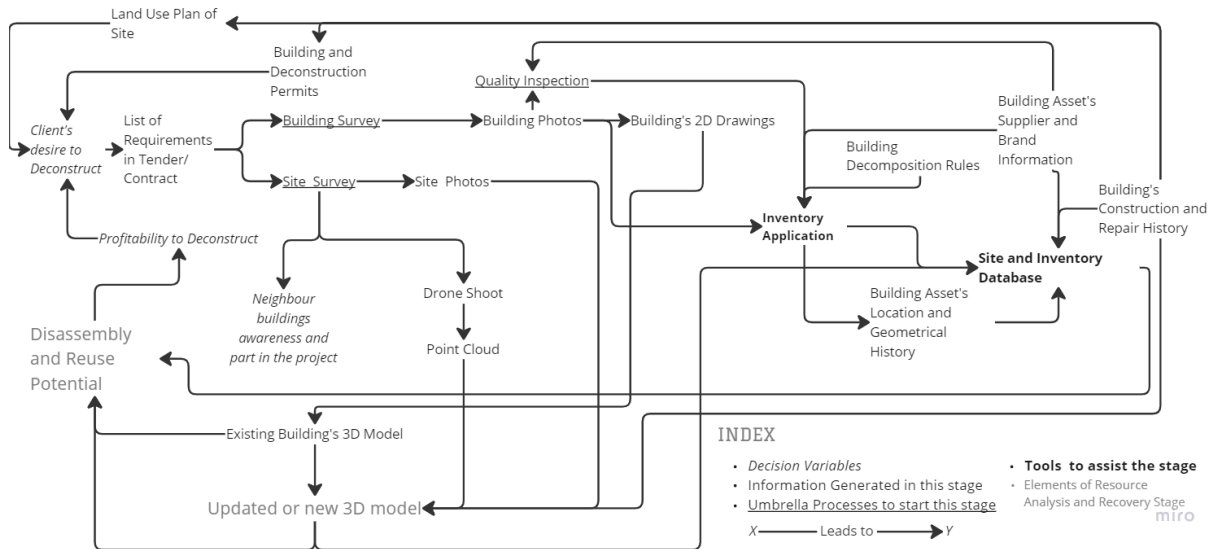 Land Use Plan of
Site
Building and
Deconstruction
Permits
Quality Inspection
Client's
desire to
Deconstruct
List of
Requirements
in Tender/
Contract
Building Survey
Building Photos
Building's 2D Drawings
Building Asset's
Supplier and
Brand
Information
Building
Decomposition Rules
Site Survey
Site Photos
Building's
Construction and
Repair History
Profitability to Deconstruct
Inventory
Application
Site and Inventory
Database
Neighbour
buildings
awareness and
part in the project
Drone Shoot
Building Asset's
Location and
Geometrical
History
Disassembly
and Reuse
Potential
Point Cloud
Existing Building's 3D Model
Updated or new 3D model
INDEX
• Decision Variables
• Information Generated in this stage
• Umbrella Processes to start this stage
X Leads to Y
• Tools to assist the stage
• Elements of Resource
Analysis and Recovery Stage
miro